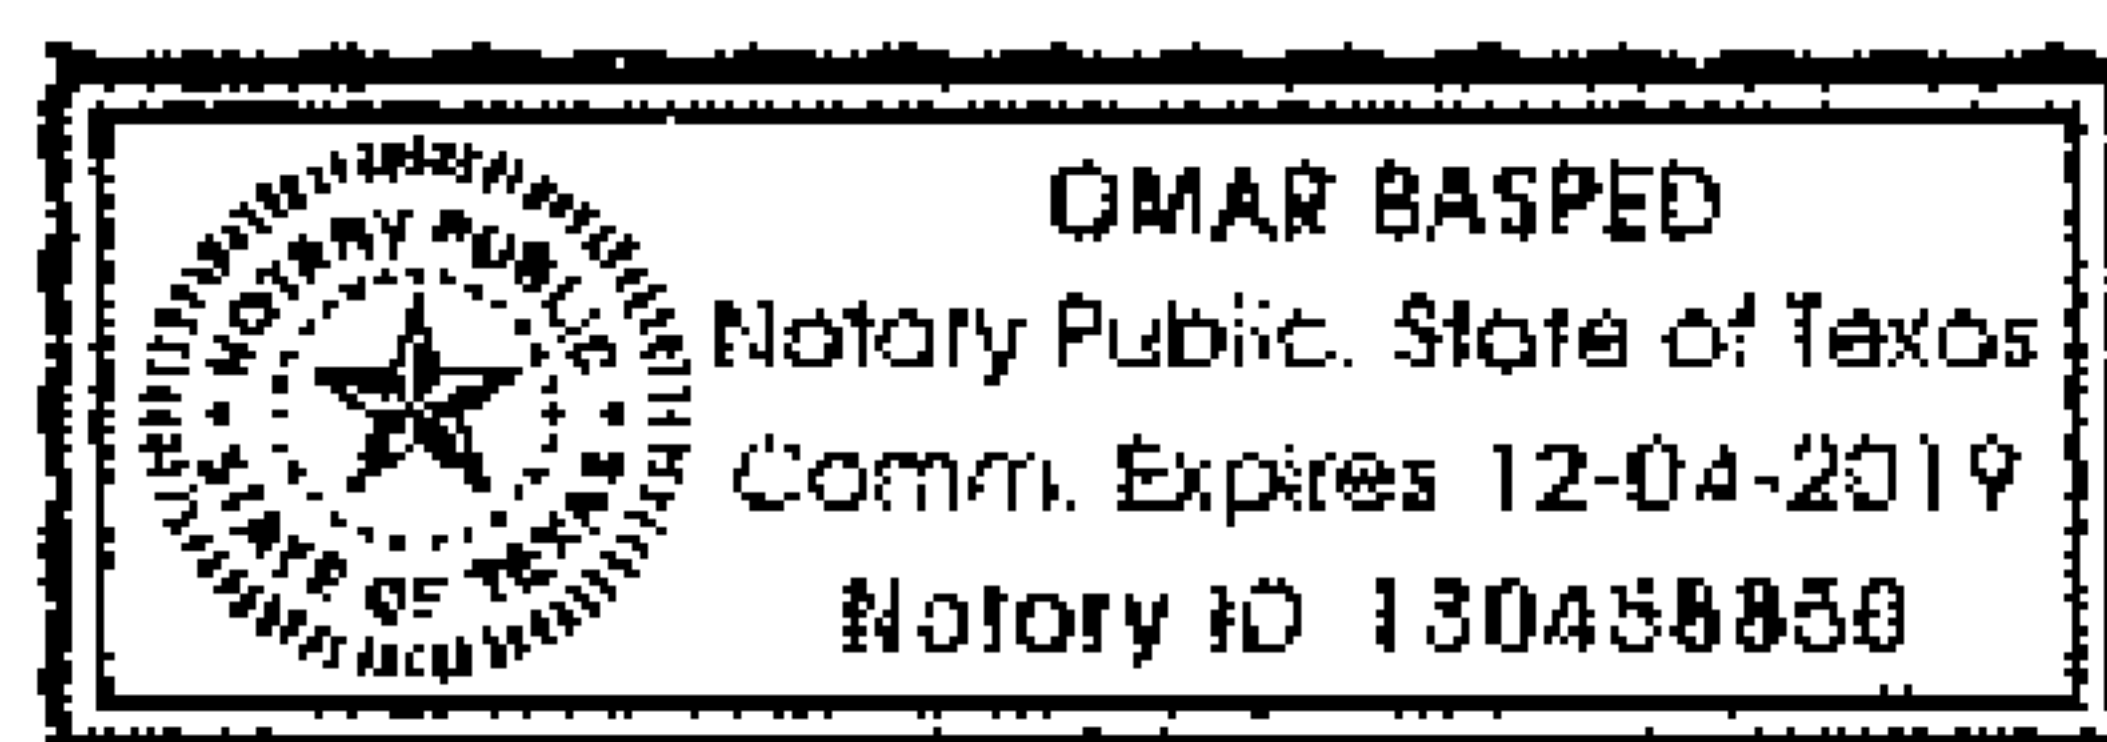 NOTARY PUBLIC
STATE OF TEXAS
OMAR BASPED
Notary Public, State of Texas
Comm. Expires 12-04-2019
Notary ID